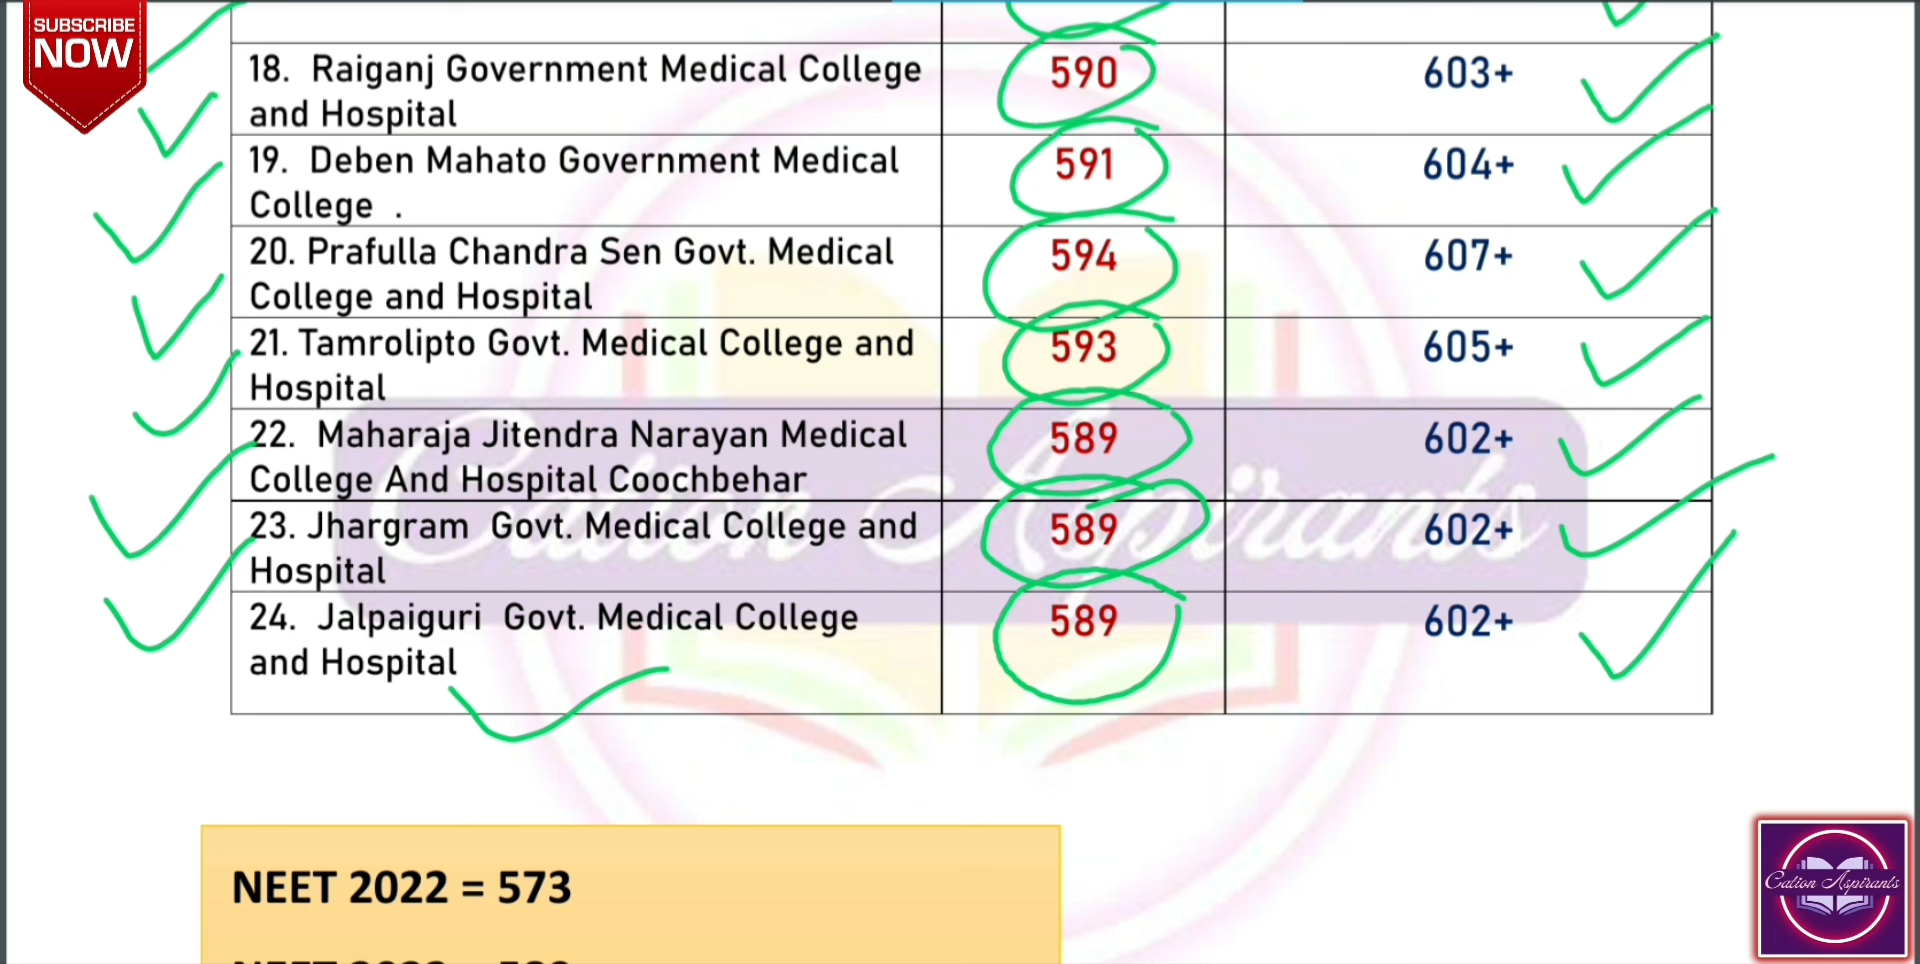 SUBSCRIBE
NOW
18. Raiganj Government Medical College
and Hospital
590
603+
19. Deben Mahato Government Medical
College .
591
604+
20. Prafulla Chandra Sen Govt. Medical
College and Hospital
594
607+
21. Tamrolipto Govt. Medical College and
Hospital
593
605+
22. Maharaja Jitendra Narayan Medical
College And Hospital Coochbehar
589
602+
23. Jhargram Govt. Medical College and
Hospital
589
602+
24. Jalpaiguri Govt. Medical College
and Hospital
589
602+
Cation Aspirants
NEET 2022 = 573
Cation Aspirants